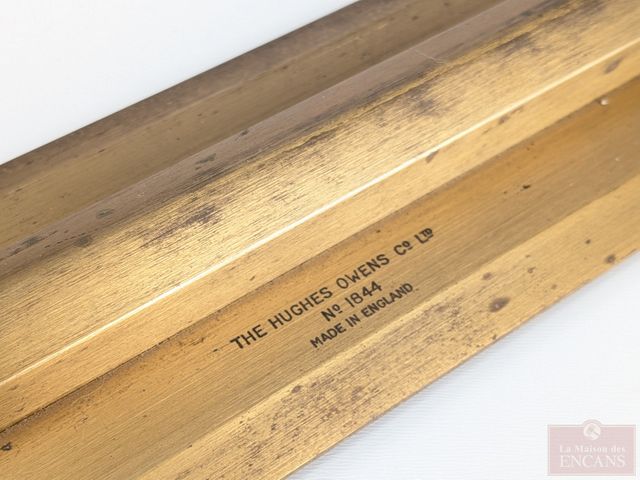 THE HUGHES OWENS Cº LTD
Nº 1844
MADE IN ENGLAND
La Maison des
ENCANS